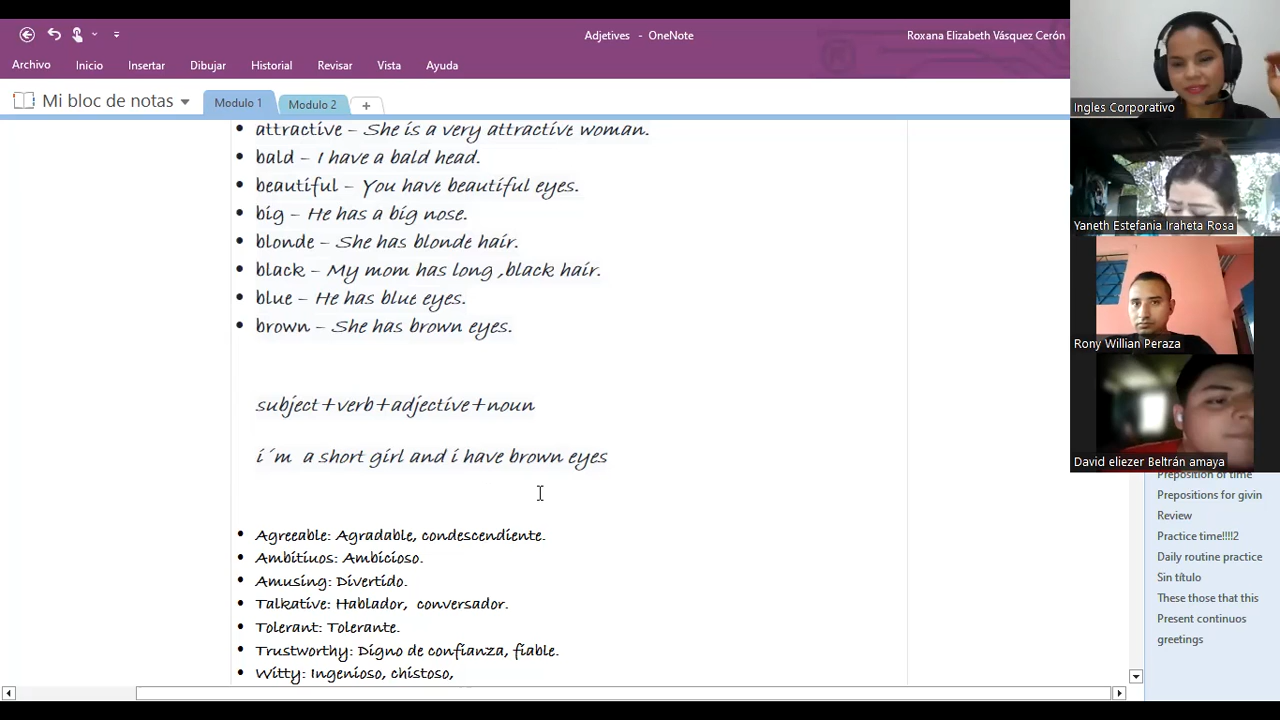 Adjetives - OneNote
Roxana Elizabeth Vásquez Cerón
Archivo Inicio Insertar Dibujar Historial Revisar Vista Ayuda
Mi bloc de notas Modulo 1 Modulo 2 +
• attractive – She is a very attractive woman.
• bald – I have a bald head.
• beautiful – You have beautiful eyes.
• big – He has a big nose.
• blonde – She has blonde hair.
• black – My mom has long ,black hair.
• blue – He has blue eyes.
• brown – She has brown eyes.
subject+verb+adjective+noun
i´m a short girl and i have brown eyes
• Agreeable: Agradable, condescendiente.
• Ambitiuos: Ambicioso.
• Amusing: Divertido.
• Talkative: Hablador, conversador.
• Tolerant: Tolerante.
• Trustworthy: Digno de confianza, fiable.
• Witty: Ingenioso, chistoso,
Ingles Corporativo
Yaneth Estefania Iraheta Rosa
Rony Willian Peraza
David eliezer Beltrán amaya
Preposition of time
Prepositions for givin
Review
Practice time!!!!2
Daily routine practice
Sin título
These those that this
Present continuos
greetings